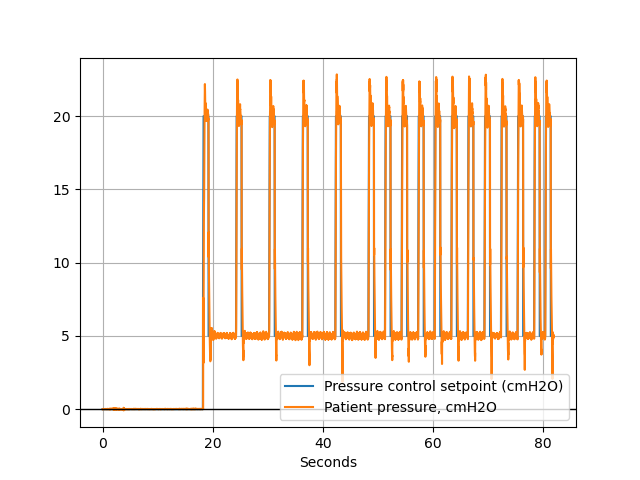 20
15
10
5
0
Pressure control setpoint (cmH2O)
Patient pressure, cmH2O
0 20 40 60 80
Seconds